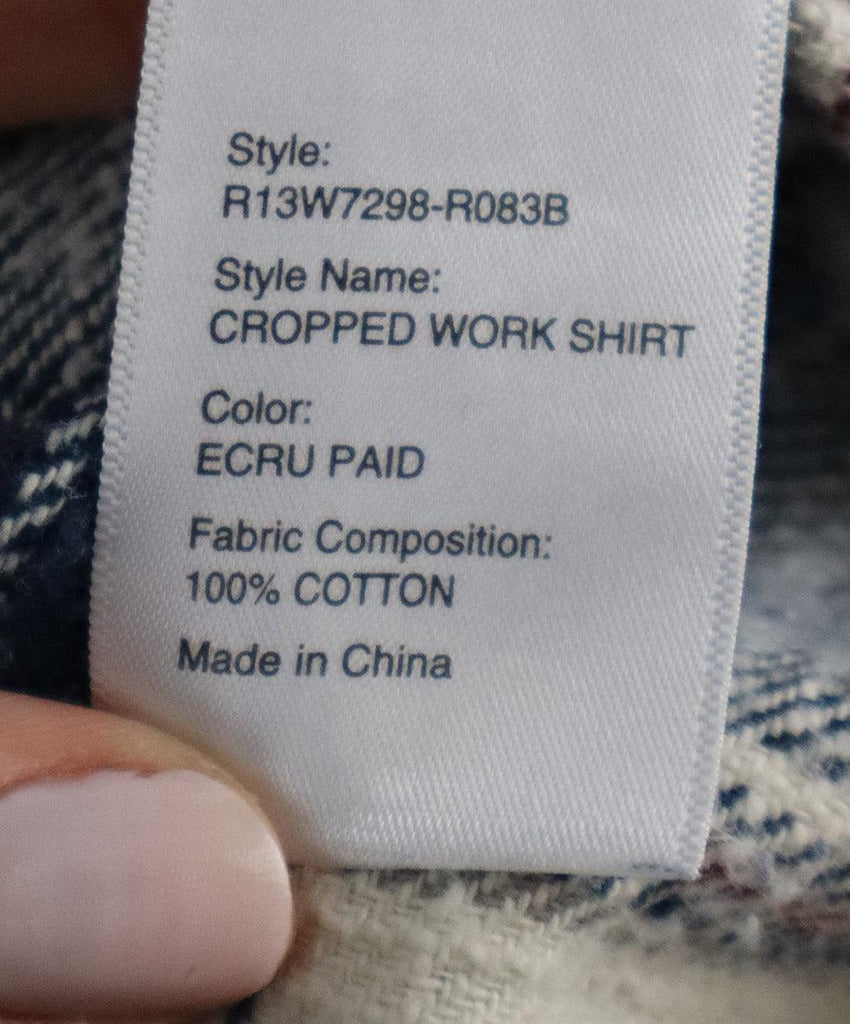 Style:
R13W7298-R083B
Style Name:
CROPPED WORK SHIRT
Color:
ECRU PAID
Fabric Composition:
100% COTTON
Made in China